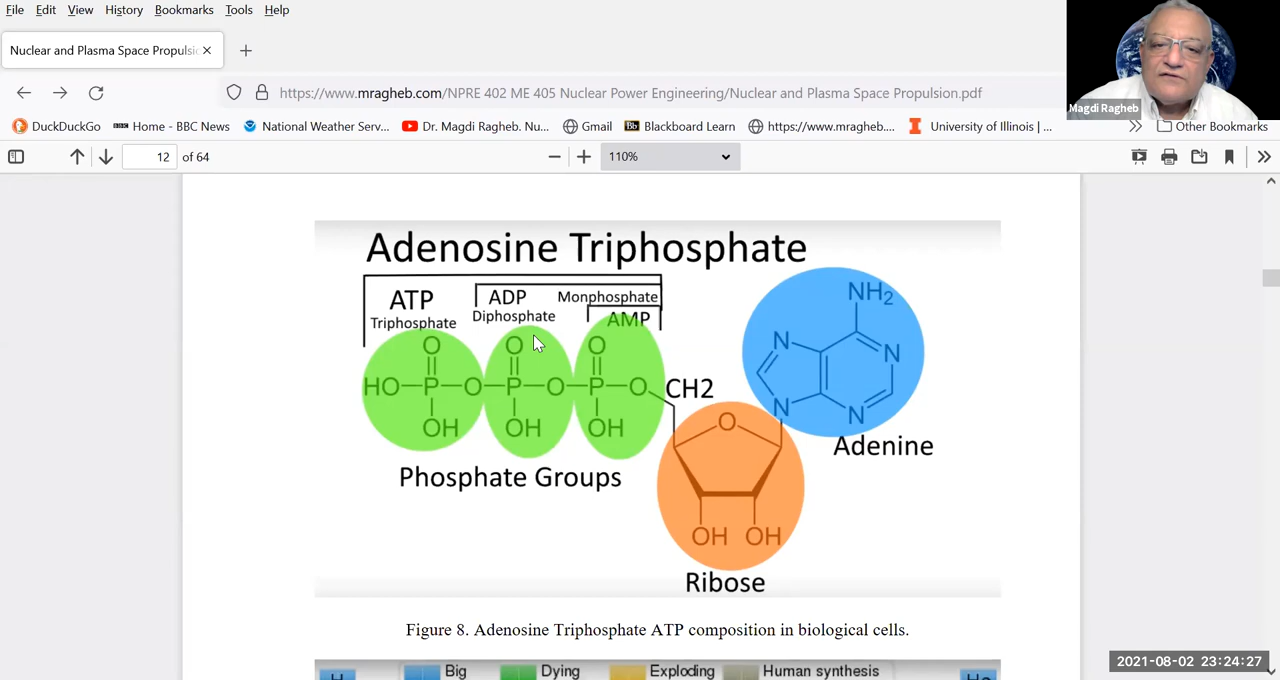 File Edit View History Bookmarks Tools Help
Nuclear and Plasma Space Propulsi
https://www.mragheb.com/NPRE 402 ME 405 Nuclear Power Engineering/Nuclear and Plasma Space Propulsion.pdf
Magdi Ragheb
DuckDuckGo BBC Home - BBC News National Weather Serv... Dr. Magdi Ragheb. Nu... Gmail Bb Blackboard Learn https://www.mragheb.... I University of Illinois | ... Other Bookmarks
12 of 64 110%
Adenosine Triphosphate
ATP ADP Monphosphate
Triphosphate Diphosphate AMP
NH2
O O O N N
HO P O P O P O CH2
OH OH OH N N
O Adenine
Phosphate Groups
OH OH
Ribose
Figure 8. Adenosine Triphosphate ATP composition in biological cells.
H Big Dying Exploding Human synthesis He
2021-08-02 23:24:27